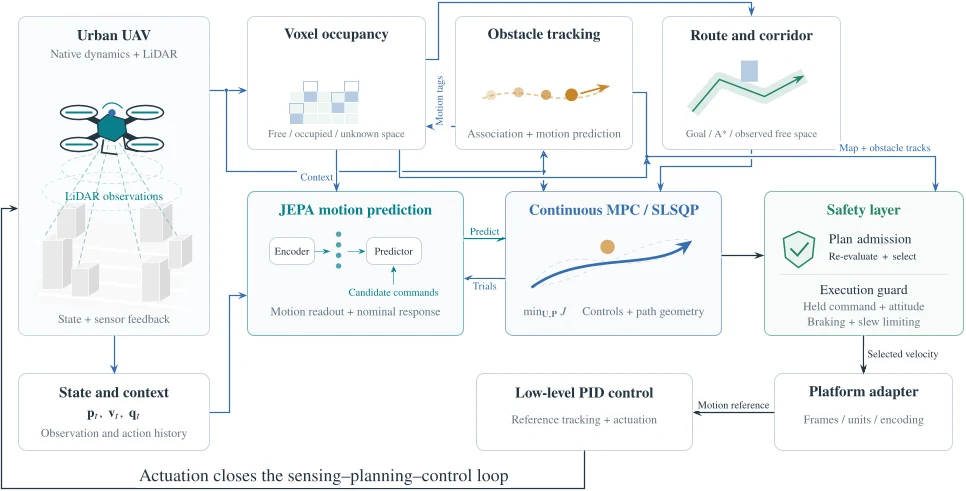 Urban UAV
Native dynamics + LiDAR
LiDAR observations
State + sensor feedback
Voxel occupancy
Free / occupied / unknown space
Motion tags
Obstacle tracking
Association + motion prediction
Route and corridor
Goal / A* / observed free space
Map + obstacle tracks
Context
JEPA motion prediction
Encoder
Predictor
Candidate commands
Motion readout + nominal response
Predict
Trials
Continuous MPC / SLSQP
min_{U,P} J Controls + path geometry
Safety layer
Plan admission
Re-evaluate + select
Execution guard
Held command + attitude
Braking + slew limiting
Selected velocity
State and context
p_t, v_t, q_t
Observation and action history
Low-level PID control
Reference tracking + actuation
Motion reference
Platform adapter
Frames / units / encoding
Actuation closes the sensing–planning–control loop